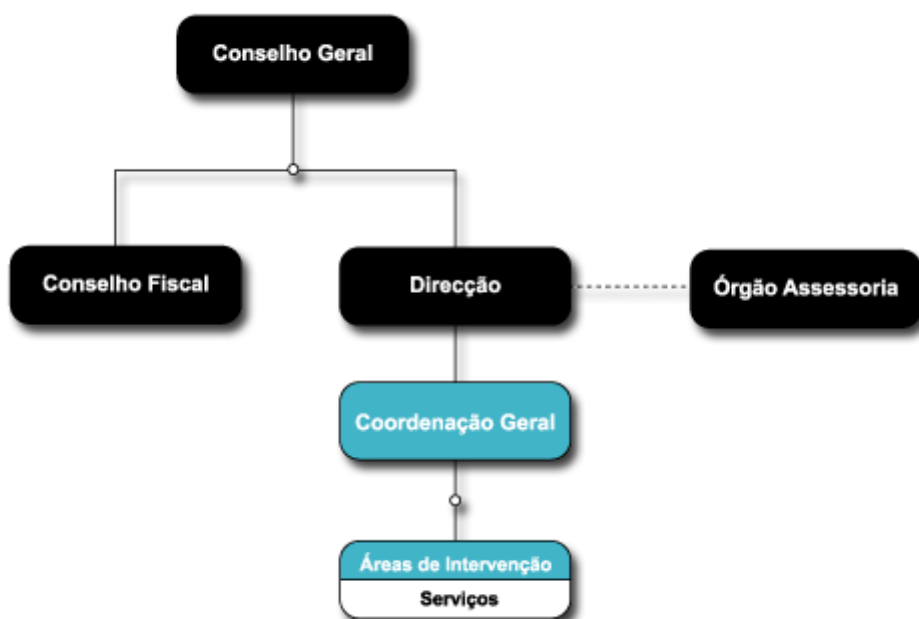 Conselho Geral
Conselho Fiscal
Direcção
Órgão Assessoria
Coordenação Geral
Áreas de Intervenção
Serviços